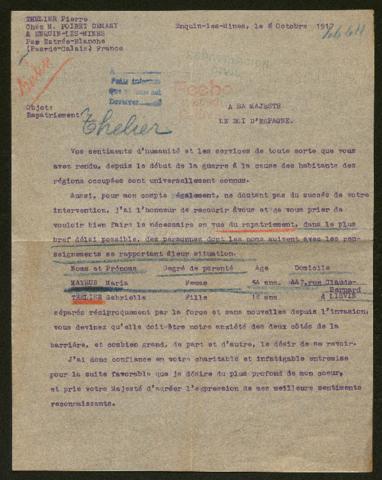 THELIER Pierre
Chez M. POIRET DEMARY
A ENQUIN-LES-MINES
Par Estrée-Blanche
(Pas-de-Calais) France
Enquin-les-Mines, le 8 Octobre 1917
Objet:
Rapatriement
Thelier
A SA MAJESTE
LE ROI D'ESPAGNE.
Vos sentiments d'humanité et les services de toute sorte que vous
avez rendu, depuis le début de la guerre à la cause des habitants des
régions occupées sont universellement connus.
Aussi, pour mon compte également, ne doutant pas du succès de votre
intervention, j'ai l'honneur de recourir àvous et de vous prier de
vouloir bien faire le nécessaire en vue du rapatriement, dans le plus
bref délai possible, des personnes dont les noms suivent avec les ren-
seignements se rapportant àleur situation.
Noms et Prénoms Degré de parenté Age Domicile
Maria Femme 34 ans. 447, rue Claude-
Bernard
THELIER Gabrielle Fille 12 ans A LIEVIN
séparés réciproquement par la force et sans nouvelles depuis l'invasion,
vous devinez qu'elle doit-être notre anxiété des deux côtés de la
barrière, et combien grand, de part et d'autre, le désir de se revoir.
J'ai donc confiance en votre charitable et infatigable entremise
pour la suite favorable que je désire du plus profond de mon coeur,
et prie votre Majesté d'agréer l'expression de mes meilleurs sentiments
reconnaissants.